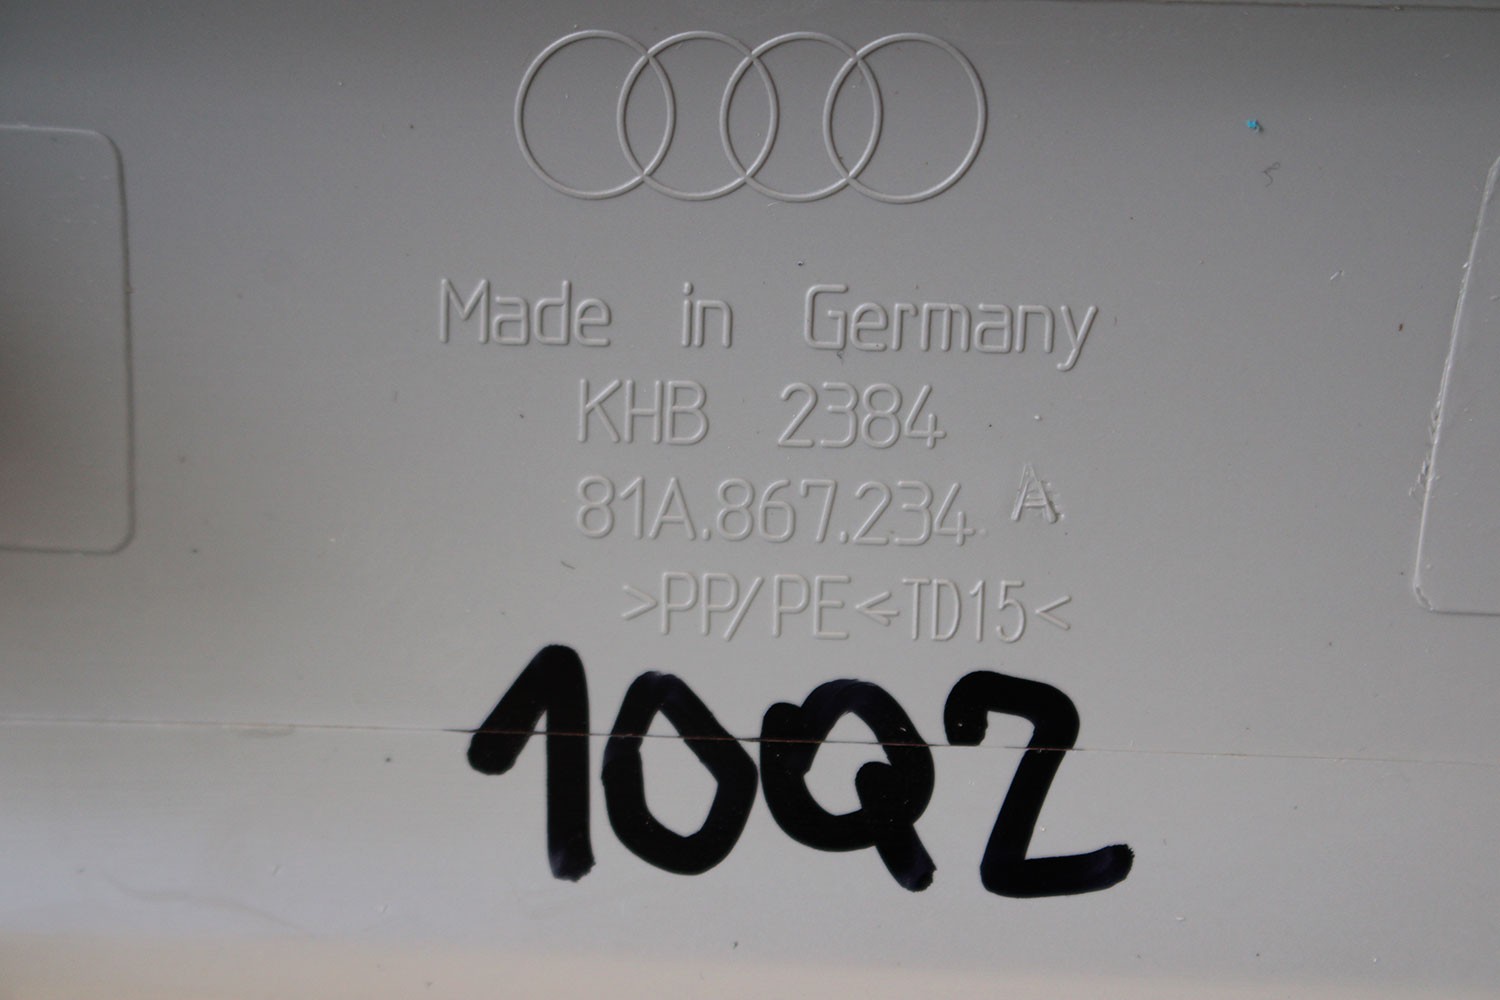 Made in Germany
KHB 2384
81A.867.234 A
>PP/PE<-TD15<
10Q2